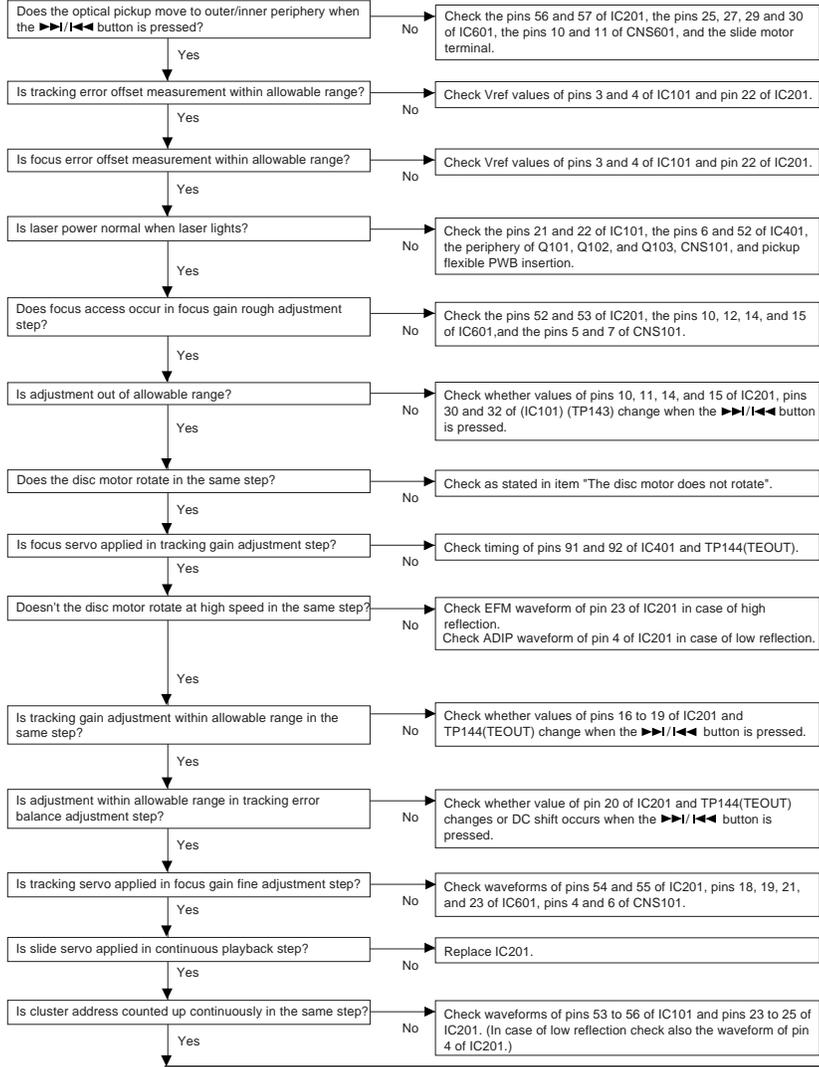 Does the optical pickup move to outer/inner periphery when
the ▶▶I/I◀◀ button is pressed?
No
Check the pins 56 and 57 of IC201, the pins 25, 27, 29 and 30
of IC601, the pins 10 and 11 of CNS601, and the slide motor
terminal.
Yes
Is tracking error offset measurement within allowable range?
No
Check Vref values of pins 3 and 4 of IC101 and pin 22 of IC201.
Yes
Is focus error offset measurement within allowable range?
No
Check Vref values of pins 3 and 4 of IC101 and pin 22 of IC201.
Yes
Is laser power normal when laser lights?
No
Check the pins 21 and 22 of IC101, the pins 6 and 52 of IC401,
the periphery of Q101, Q102, and Q103, CNS101, and pickup
flexible PWB insertion.
Yes
Does focus access occur in focus gain rough adjustment
step?
No
Check the pins 52 and 53 of IC201, the pins 10, 12, 14, and 15
of IC601,and the pins 5 and 7 of CNS101.
Yes
Is adjustment out of allowable range?
No
Check whether values of pins 10, 11, 14, and 15 of IC201, pins
30 and 32 of (IC101) (TP143) change when the ▶▶I/I◀◀ button
is pressed.
Yes
Does the disc motor rotate in the same step?
No
Check as stated in item "The disc motor does not rotate".
Yes
Is focus servo applied in tracking gain adjustment step?
No
Check timing of pins 91 and 92 of IC401 and TP144(TEOUT).
Yes
Doesn't the disc motor rotate at high speed in the same step?
No
Check EFM waveform of pin 23 of IC201 in case of high
reflection.
Check ADIP waveform of pin 4 of IC201 in case of low reflection.
Yes
Is tracking gain adjustment within allowable range in the
same step?
No
Check whether values of pins 16 to 19 of IC201 and
TP144(TEOUT) change when the ▶▶I/I◀◀ button is pressed.
Yes
Is adjustment within allowable range in tracking error
balance adjustment step?
No
Check whether value of pin 20 of IC201 and TP144(TEOUT)
changes or DC shift occurs when the ▶▶I/I◀◀ button is
pressed.
Yes
Is tracking servo applied in focus gain fine adjustment step?
No
Check waveforms of pins 54 and 55 of IC201, pins 18, 19, 21,
and 23 of IC601, pins 4 and 6 of CNS101.
Yes
Is slide servo applied in continuous playback step?
No
Replace IC201.
Yes
Is cluster address counted up continuously in the same step?
No
Check waveforms of pins 53 to 56 of IC101 and pins 23 to 25 of
IC201. (In case of low reflection check also the waveform of pin
4 of IC201.)
Yes